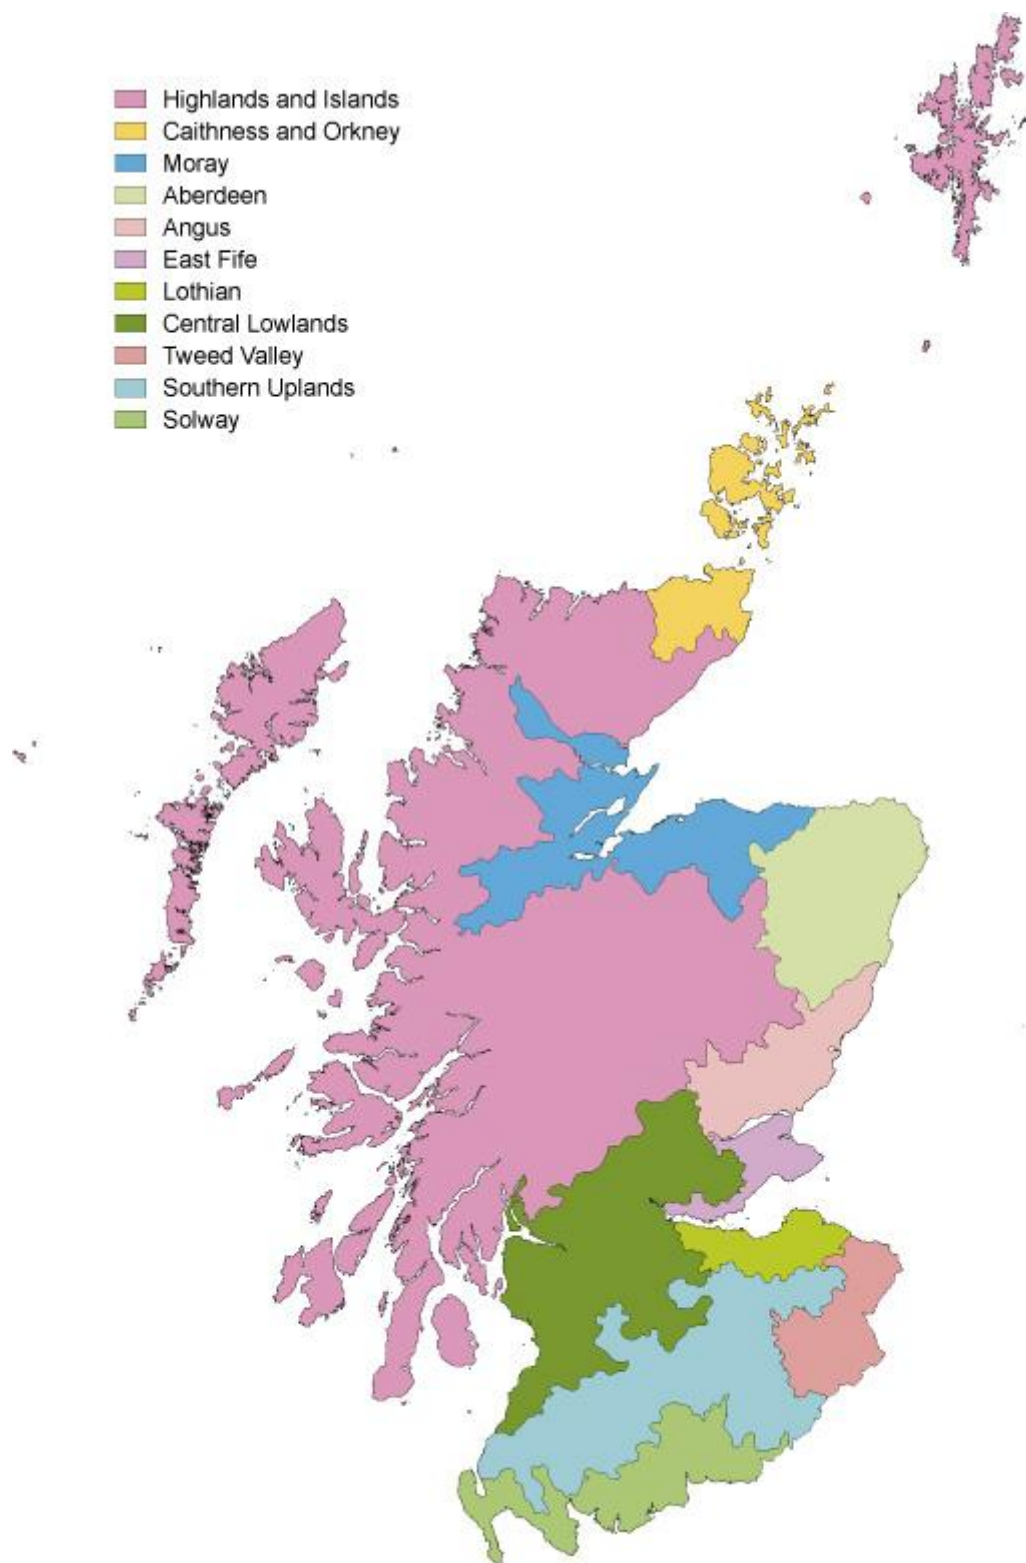 Highlands and Islands
Caithness and Orkney
Moray
Aberdeen
Angus
East Fife
Lothian
Central Lowlands
Tweed Valley
Southern Uplands
Solway